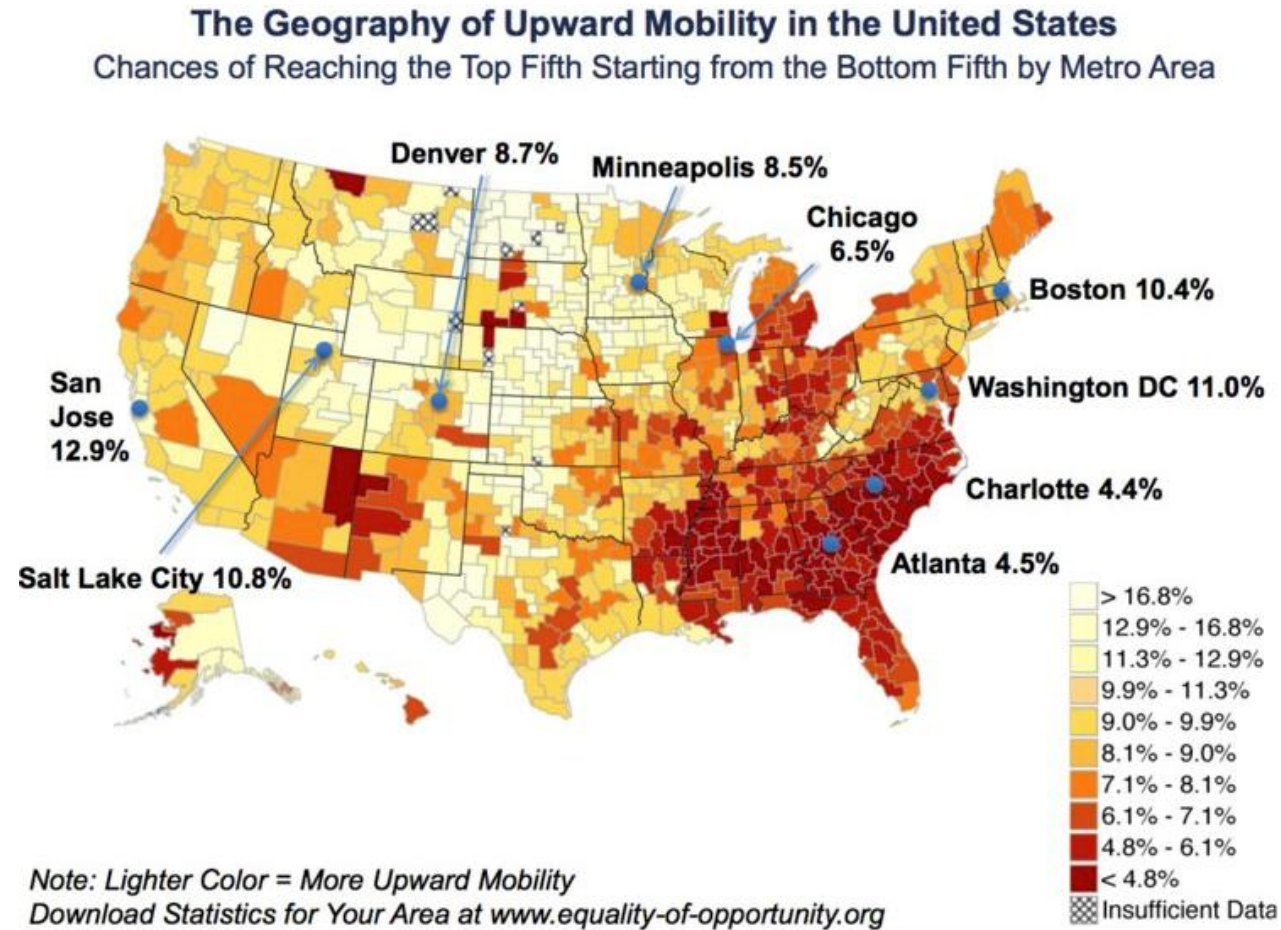 The Geography of Upward Mobility in the United States
Chances of Reaching the Top Fifth Starting from the Bottom Fifth by Metro Area
Denver 8.7%
Minneapolis 8.5%
Chicago
6.5%
Boston 10.4%
San
Jose
12.9%
Washington DC 11.0%
Charlotte 4.4%
Atlanta 4.5%
Salt Lake City 10.8%
> 16.8%
12.9% - 16.8%
11.3% - 12.9%
9.9% - 11.3%
9.0% - 9.9%
8.1% - 9.0%
7.1% - 8.1%
6.1% - 7.1%
4.8% - 6.1%
< 4.8%
Insufficient Data
Note: Lighter Color = More Upward Mobility
Download Statistics for Your Area at www.equality-of-opportunity.org